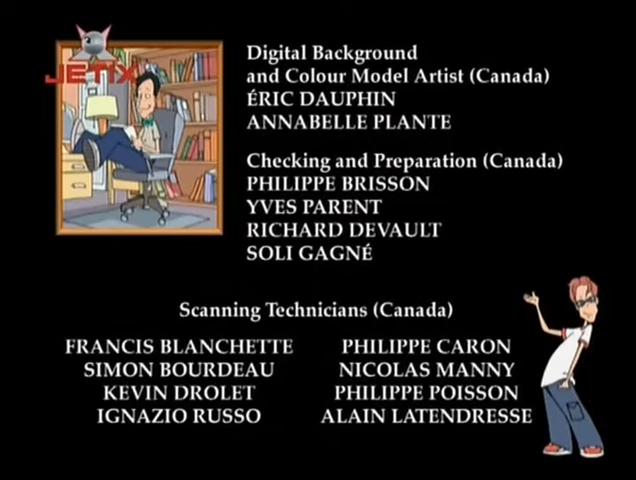 JETIX
Digital Background
and Colour Model Artist (Canada)
ÉRIC DAUPHIN
ANNABELLE PLANTE
Checking and Preparation (Canada)
PHILIPPE BRISSON
YVES PARENT
RICHARD DEVAULT
SOLI GAGNÉ
Scanning Technicians (Canada)
FRANCIS BLANCHETTE
SIMON BOURDEAU
KEVIN DROLET
IGNAZIO RUSSO
PHILIPPE CARON
NICOLAS MANNY
PHILIPPE POISSON
ALAIN LATENDRESSE